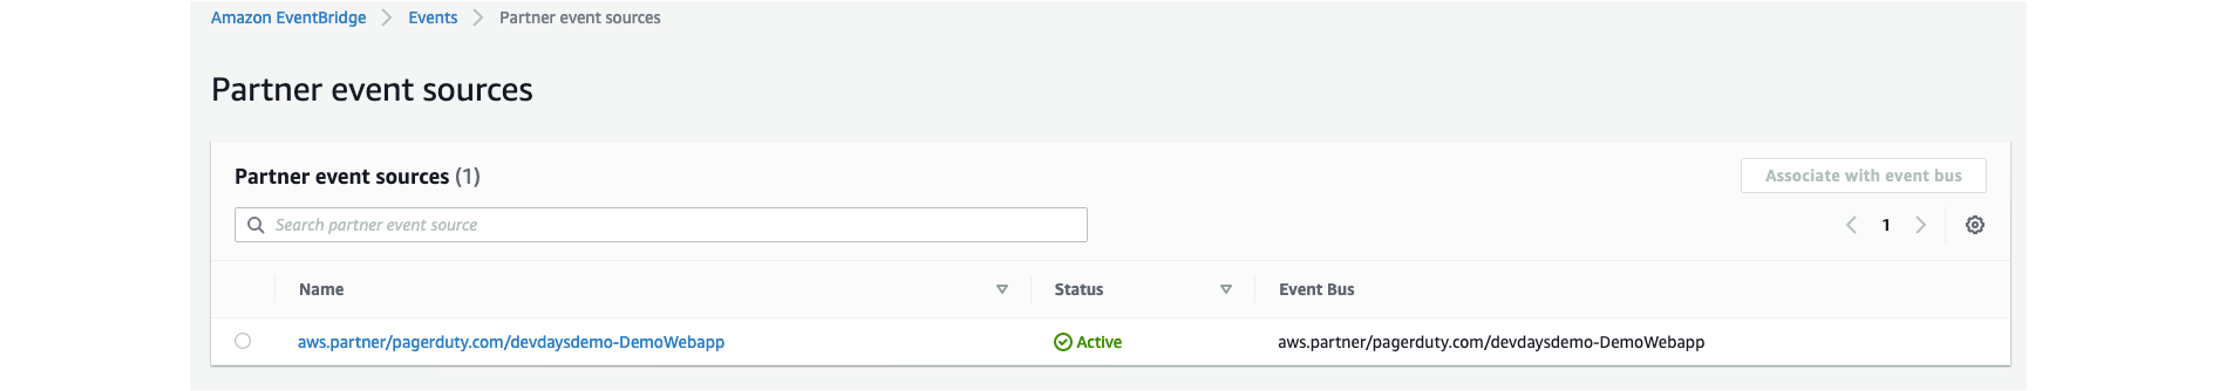 Amazon EventBridge > Events > Partner event sources
Partner event sources
Partner event sources (1)
Associate with event bus
Search partner event source
1
Name Status Event Bus
aws.partner/pagerduty.com/devdaysdemo-DemoWebapp Active aws.partner/pagerduty.com/devdaysdemo-DemoWebapp